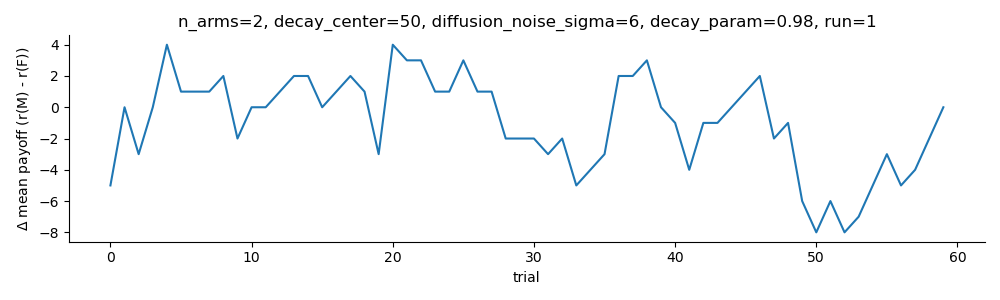 n_arms=2, decay_center=50, diffusion_noise_sigma=6, decay_param=0.98, run=1
Δ mean payoff (r(M) - r(F))
4
2
0
−2
−4
−6
−8
0 10 20 30 40 50 60
trial